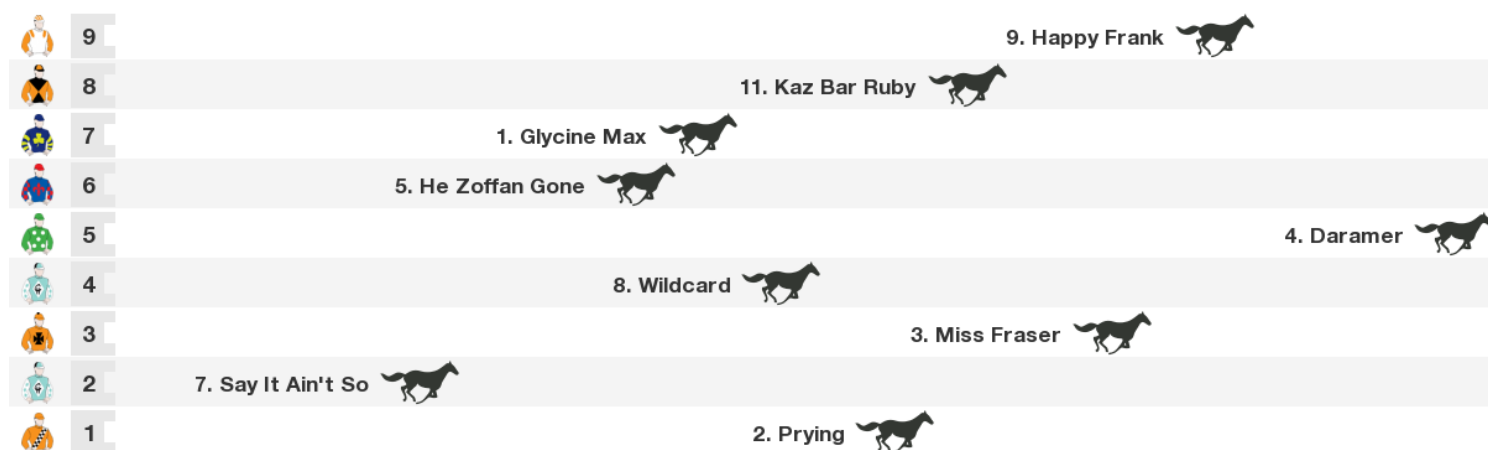 9 9. Happy Frank
8 11. Kaz Bar Ruby
7 1. Glycine Max
6 5. He Zoffan Gone
5 4. Daramer
4 8. Wildcard
3 3. Miss Fraser
2 7. Say It Ain't So
1 2. Prying